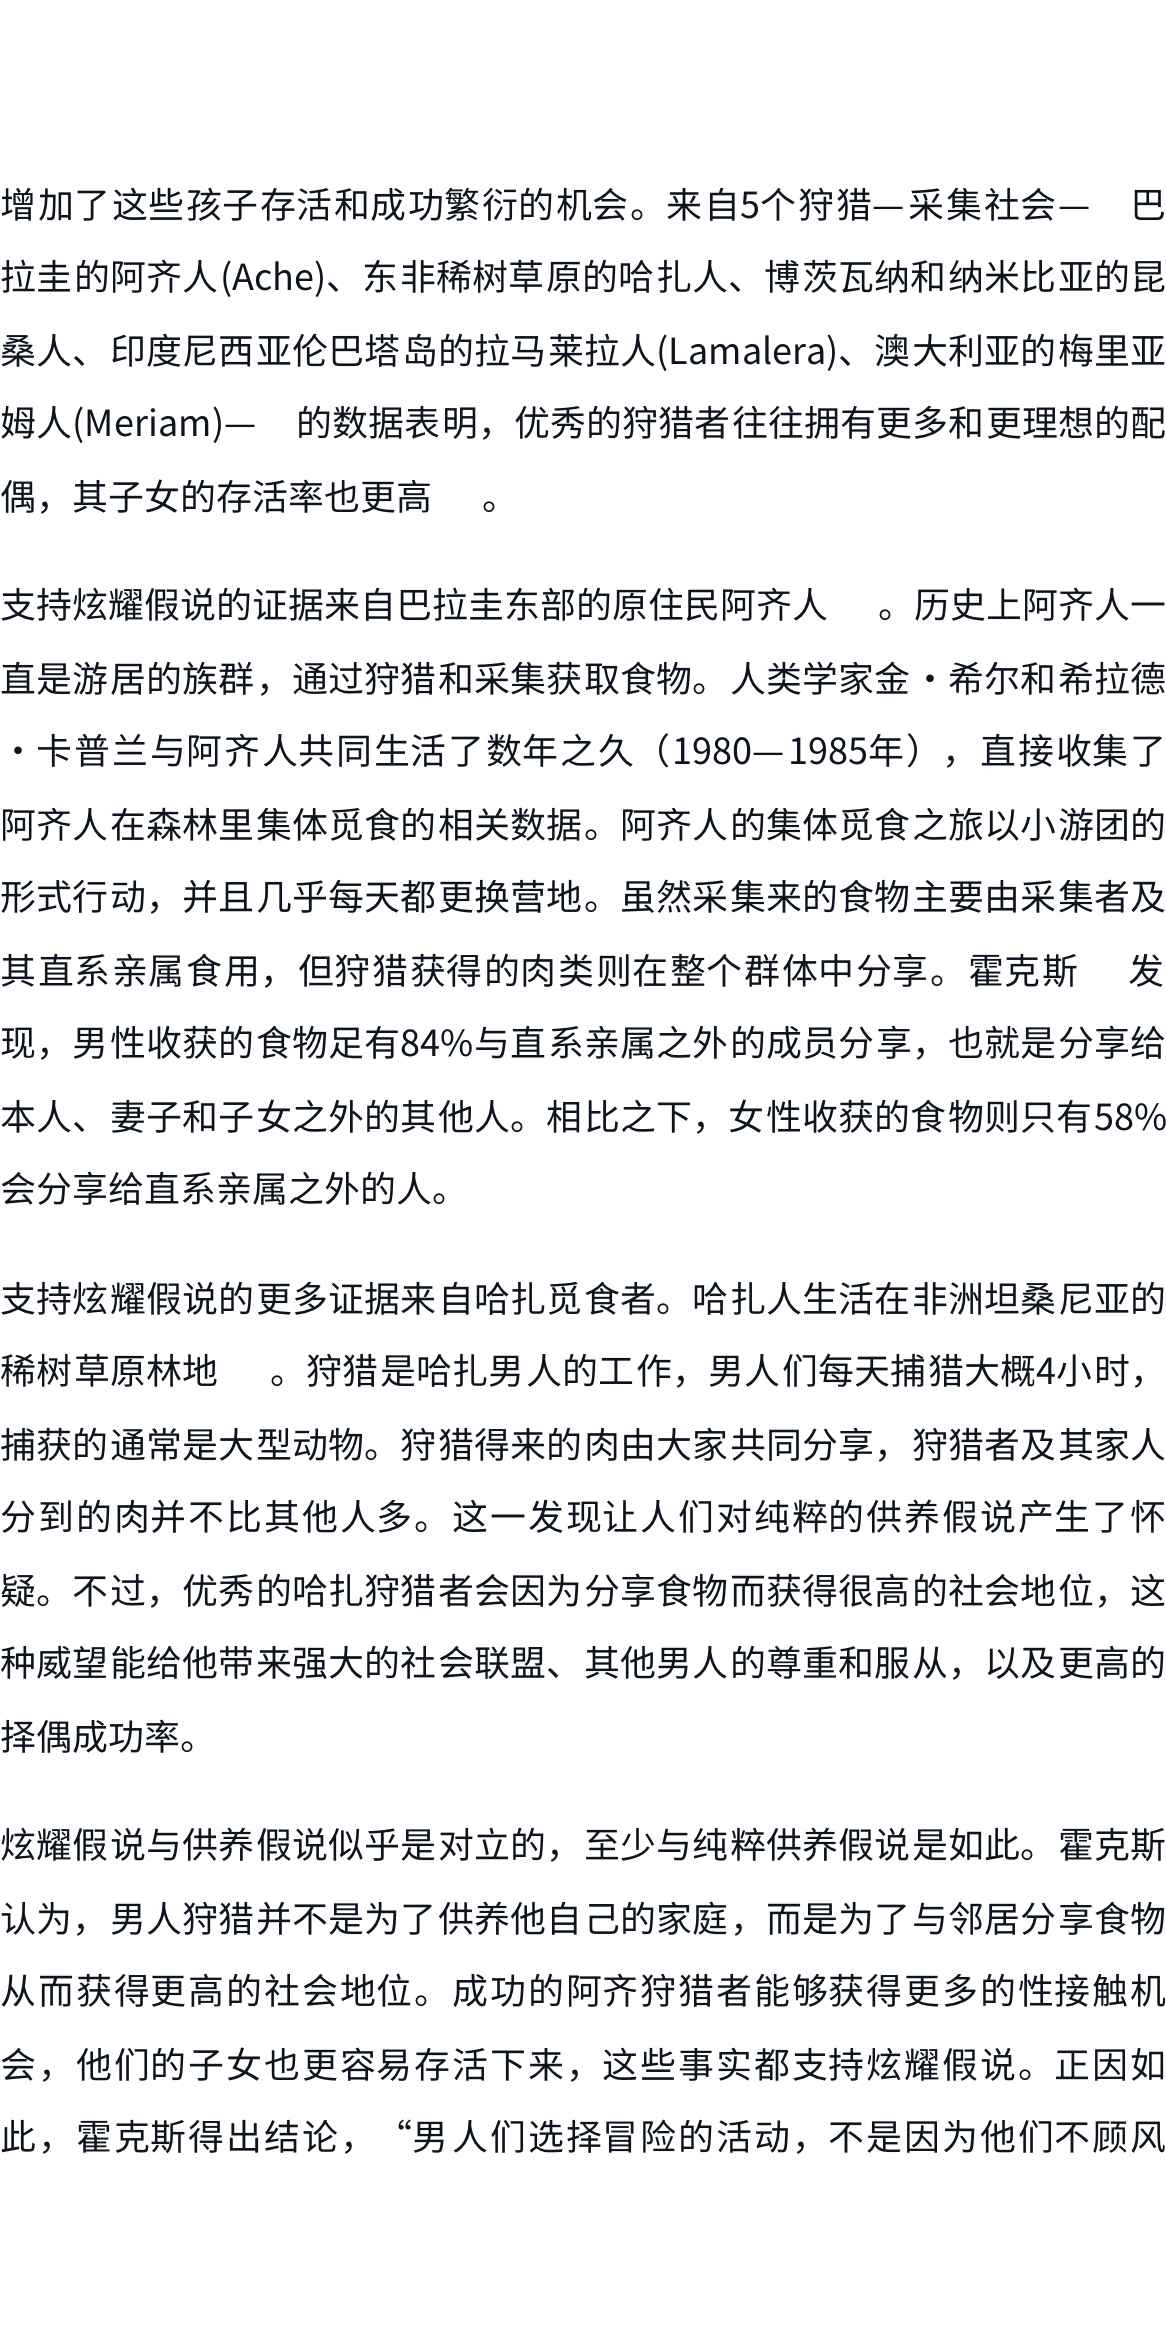 增加了这些孩子存活和成功繁衍的机会。来自5个狩猎—采集社会— 巴
拉圭的阿齐人(Ache)、东非稀树草原的哈扎人、博茨瓦纳和纳米比亚的昆
桑人、印度尼西亚伦巴塔岛的拉马莱拉人(Lamalera)、澳大利亚的梅里亚
姆人(Meriam)— 的数据表明，优秀的狩猎者往往拥有更多和更理想的配
偶，其子女的存活率也更高 。
支持炫耀假说的证据来自巴拉圭东部的原住民阿齐人 。历史上阿齐人一
直是游居的族群，通过狩猎和采集获取食物。人类学家金·希尔和希拉德
·卡普兰与阿齐人共同生活了数年之久（1980—1985年），直接收集了
阿齐人在森林里集体觅食的相关数据。阿齐人的集体觅食之旅以小游团的
形式行动，并且几乎每天都更换营地。虽然采集来的食物主要由采集者及
其直系亲属食用，但狩猎获得的肉类则在整个群体中分享。霍克斯 发
现，男性收获的食物足有84%与直系亲属之外的成员分享，也就是分享给
本人、妻子和子女之外的其他人。相比之下，女性收获的食物则只有58%
会分享给直系亲属之外的人。
支持炫耀假说的更多证据来自哈扎觅食者。哈扎人生活在非洲坦桑尼亚的
稀树草原林地 。狩猎是哈扎男人的工作，男人们每天捕猎大概4小时，
捕获的通常是大型动物。狩猎得来的肉由大家共同分享，狩猎者及其家人
分到的肉并不比其他人多。这一发现让人们对纯粹的供养假说产生了怀
疑。不过，优秀的哈扎狩猎者会因为分享食物而获得很高的社会地位，这
种威望能给他带来强大的社会联盟、其他男人的尊重和服从，以及更高的
择偶成功率。
炫耀假说与供养假说似乎是对立的，至少与纯粹供养假说是如此。霍克斯
认为，男人狩猎并不是为了供养他自己的家庭，而是为了与邻居分享食物
从而获得更高的社会地位。成功的阿齐狩猎者能够获得更多的性接触机
会，他们的子女也更容易存活下来，这些事实都支持炫耀假说。正因如
此，霍克斯得出结论，“男人们选择冒险的活动，不是因为他们不顾风